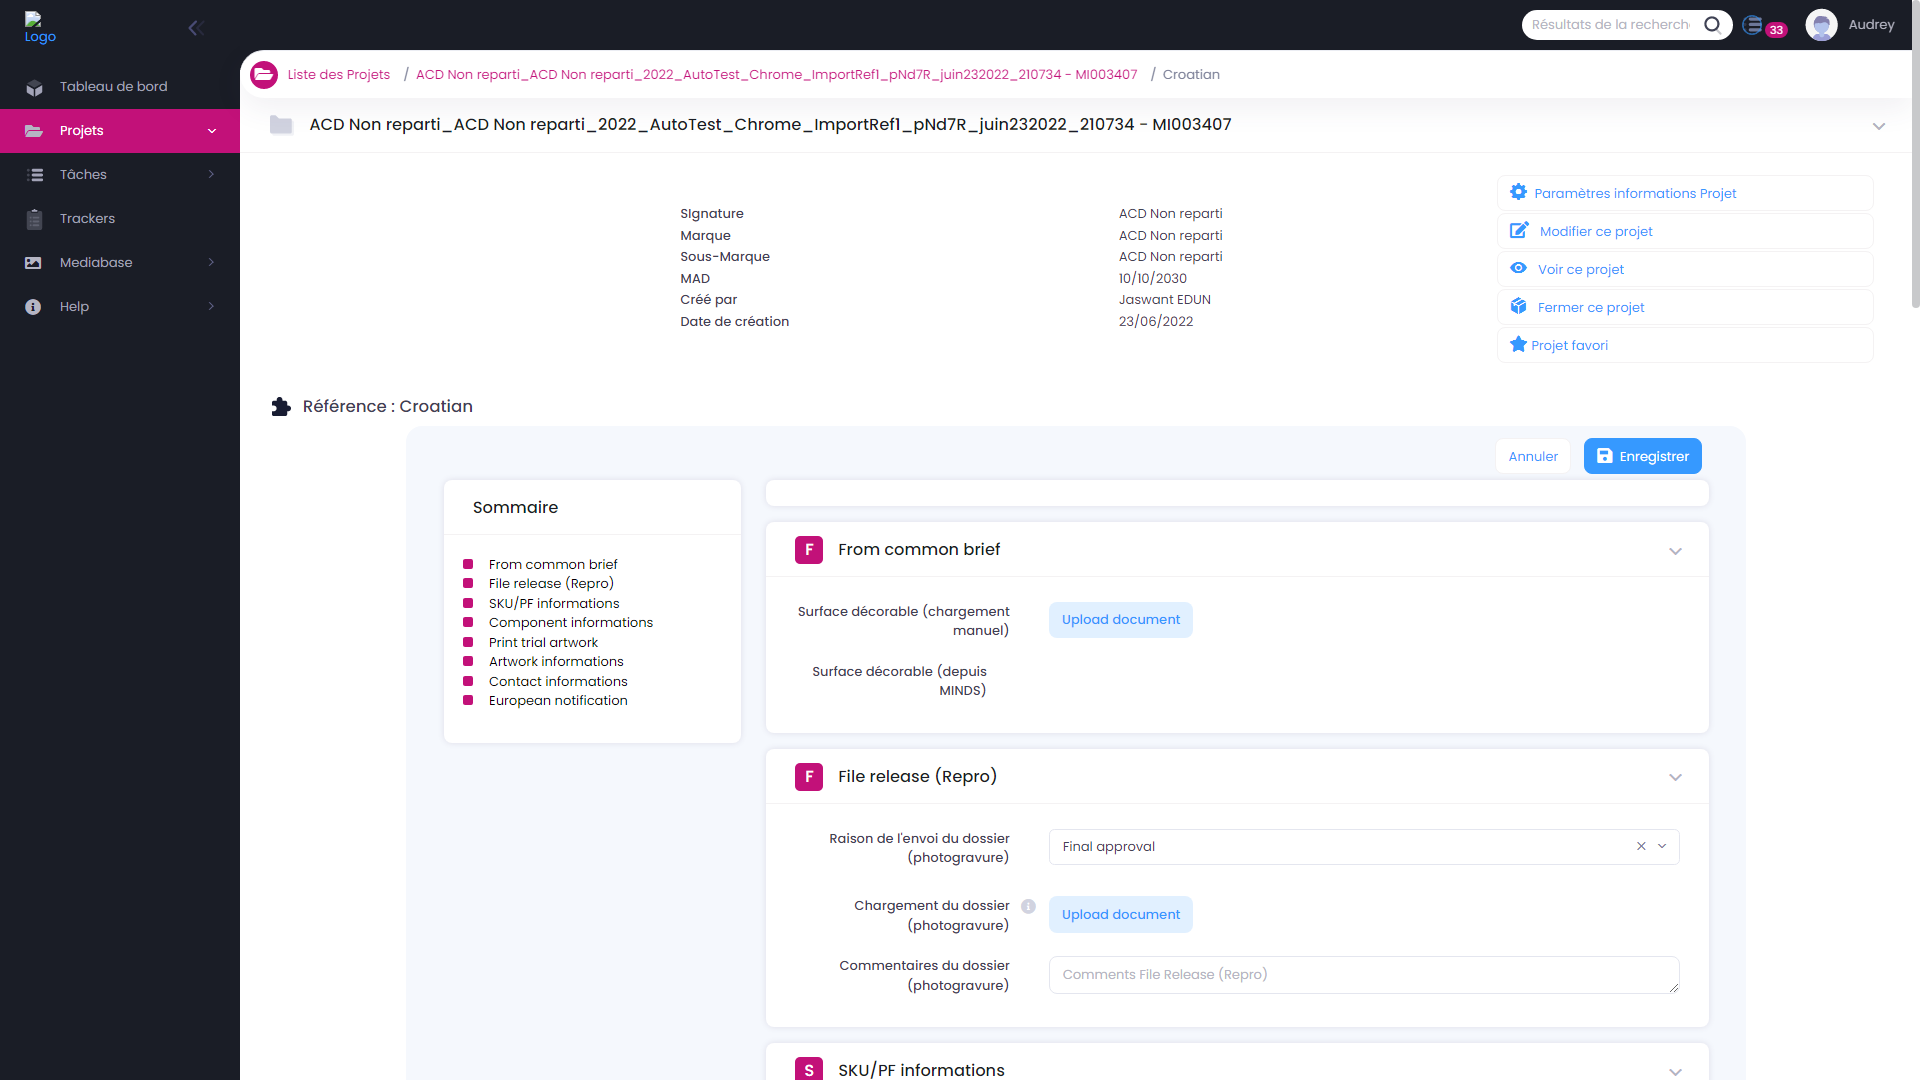 Logo
33
Audrey
Tableau de bord
Projets
Tâches
Trackers
Mediabase
Help
Liste des Projets / ACD Non reparti_ACD Non reparti_2022_AutoTest_Chrome_ImportRef1_pNd7R_juin232022_210734 - MI003407 / Croatian
ACD Non reparti_ACD Non reparti_2022_AutoTest_Chrome_ImportRef1_pNd7R_juin232022_210734 - MI003407
SIgnature ACD Non reparti
Marque ACD Non reparti
Sous-Marque ACD Non reparti
MAD 10/10/2030
Créé par Jaswant EDUN
Date de création 23/06/2022
Paramètres informations Projet
Modifier ce projet
Voir ce projet
Fermer ce projet
Projet favori
Référence : Croatian
Annuler
Enregistrer
Sommaire
From common brief
File release (Repro)
SKU/PF informations
Component informations
Print trial artwork
Artwork informations
Contact informations
European notification
F From common brief
Surface décorable (chargement
manuel)
Upload document
Surface décorable (depuis
MINDS)
F File release (Repro)
Raison de l'envoi du dossier
(photogravure)
Final approval
Chargement du dossier
(photogravure)
Upload document
Commentaires du dossier
(photogravure)
Comments File Release (Repro)
S SKU/PF informations